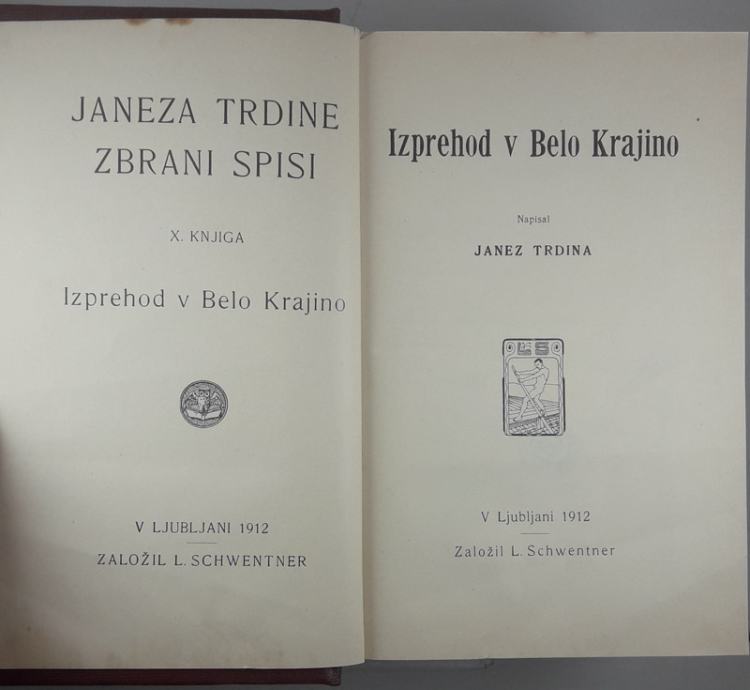 JANEZA TRDINE
ZBRANI SPISI
X. KNJIGA
Izprehod v Belo Krajino
V LJUBLJANI 1912
ZALOŽIL L. SCHWENTNER
Izprehod v Belo Krajino
Napisal
JANEZ TRDINA
LS
V Ljubljani 1912
Založil L. Schwentner